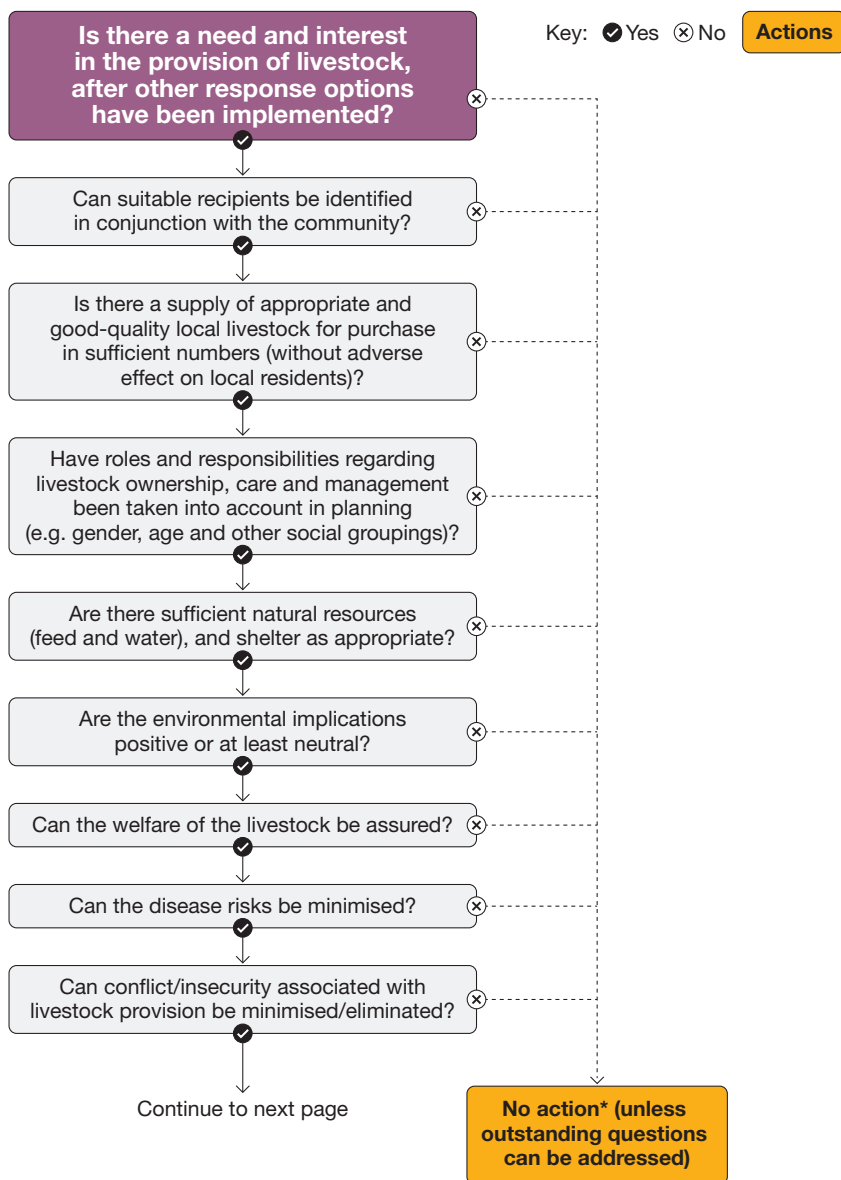 Is there a need and interest
in the provision of livestock,
after other response options
have been implemented?
Key: Yes No Actions
Can suitable recipients be identified
in conjunction with the community?
Is there a supply of appropriate and
good-quality local livestock for purchase
in sufficient numbers (without adverse
effect on local residents)?
Have roles and responsibilities regarding
livestock ownership, care and management
been taken into account in planning
(e.g. gender, age and other social groupings)?
Are there sufficient natural resources
(feed and water), and shelter as appropriate?
Are the environmental implications
positive or at least neutral?
Can the welfare of the livestock be assured?
Can the disease risks be minimised?
Can conflict/insecurity associated with
livestock provision be minimised/eliminated?
Continue to next page
No action* (unless
outstanding questions
can be addressed)